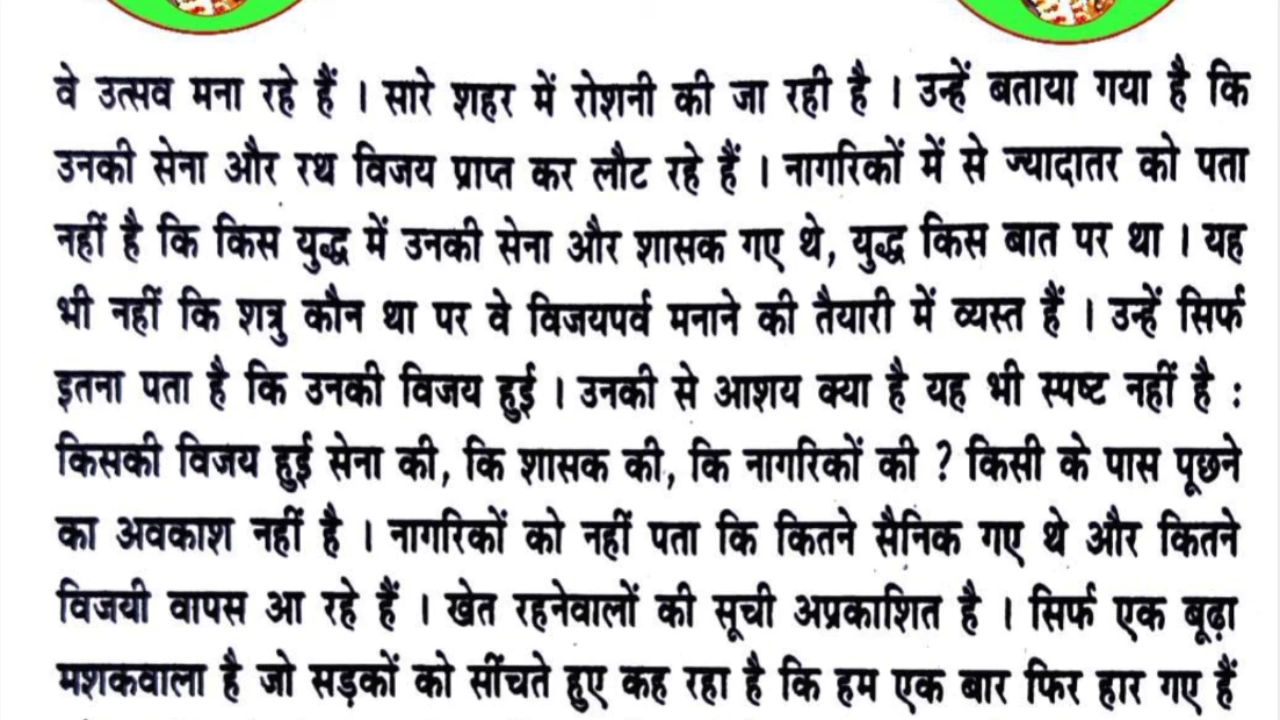 वे उत्सव मना रहे हैं । सारे शहर में रोशनी की जा रही है । उन्हें बताया गया है कि
उनकी सेना और रथ विजय प्राप्त कर लौट रहे हैं । नागरिकों में से ज्यादातर को पता
नहीं है कि किस युद्ध में उनकी सेना और शासक गए थे, युद्ध किस बात पर था । यह
भी नहीं कि शत्रु कौन था पर वे विजयपर्व मनाने की तैयारी में व्यस्त हैं । उन्हें सिर्फ
इतना पता है कि उनकी विजय हुई । उनकी से आशय क्या है यह भी स्पष्ट नहीं है :
किसकी विजय हुई सेना की, कि शासक की, कि नागरिकों की ? किसी के पास पूछने
का अवकाश नहीं है । नागरिकों को नहीं पता कि कितने सैनिक गए थे और कितने
विजयी वापस आ रहे हैं । खेत रहनेवालों की सूची अप्रकाशित है । सिर्फ एक बूढ़ा
मशकवाला है जो सड़कों को सींचते हुए कह रहा है कि हम एक बार फिर हार गए हैं